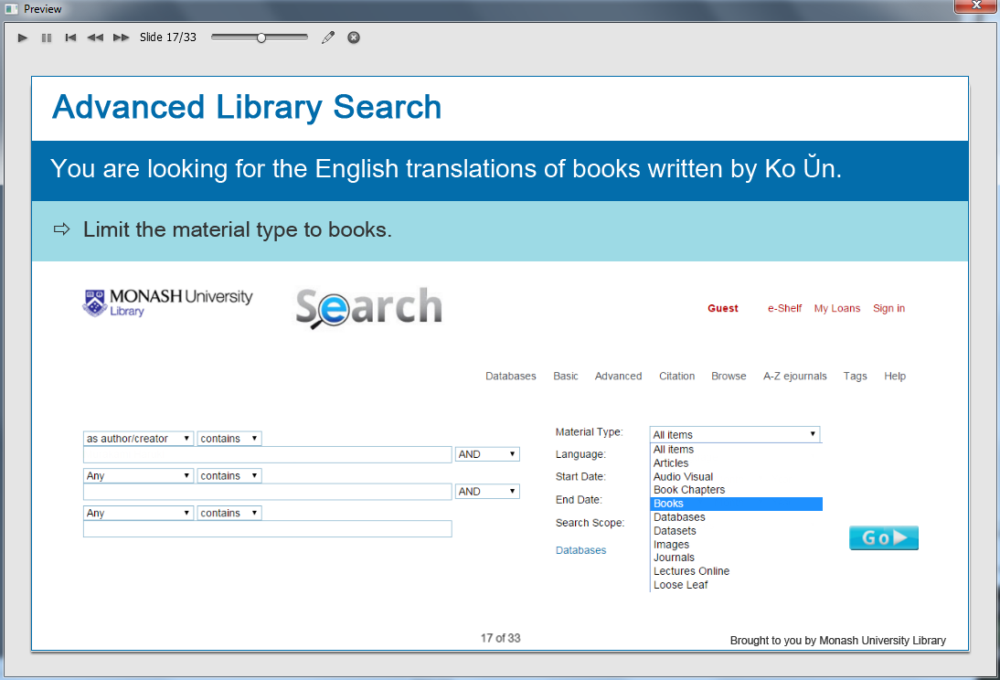 Preview
Slide 17/33
Advanced Library Search
You are looking for the English translations of books written by Ko Ŭn.
⇨ Limit the material type to books.
MONASH University
Library
Search
Guest e-Shelf My Loans Sign in
Databases Basic Advanced Citation Browse A-Z ejournals Tags Help
as author/creator contains
AND
Any contains
AND
Any contains
Material Type: All items
Language:
Start Date:
End Date:
Search Scope:
Databases
All items
Articles
Audio Visual
Book Chapters
Books
Databases
Datasets
Images
Journals
Lectures Online
Loose Leaf
Go
17 of 33
Brought to you by Monash University Library